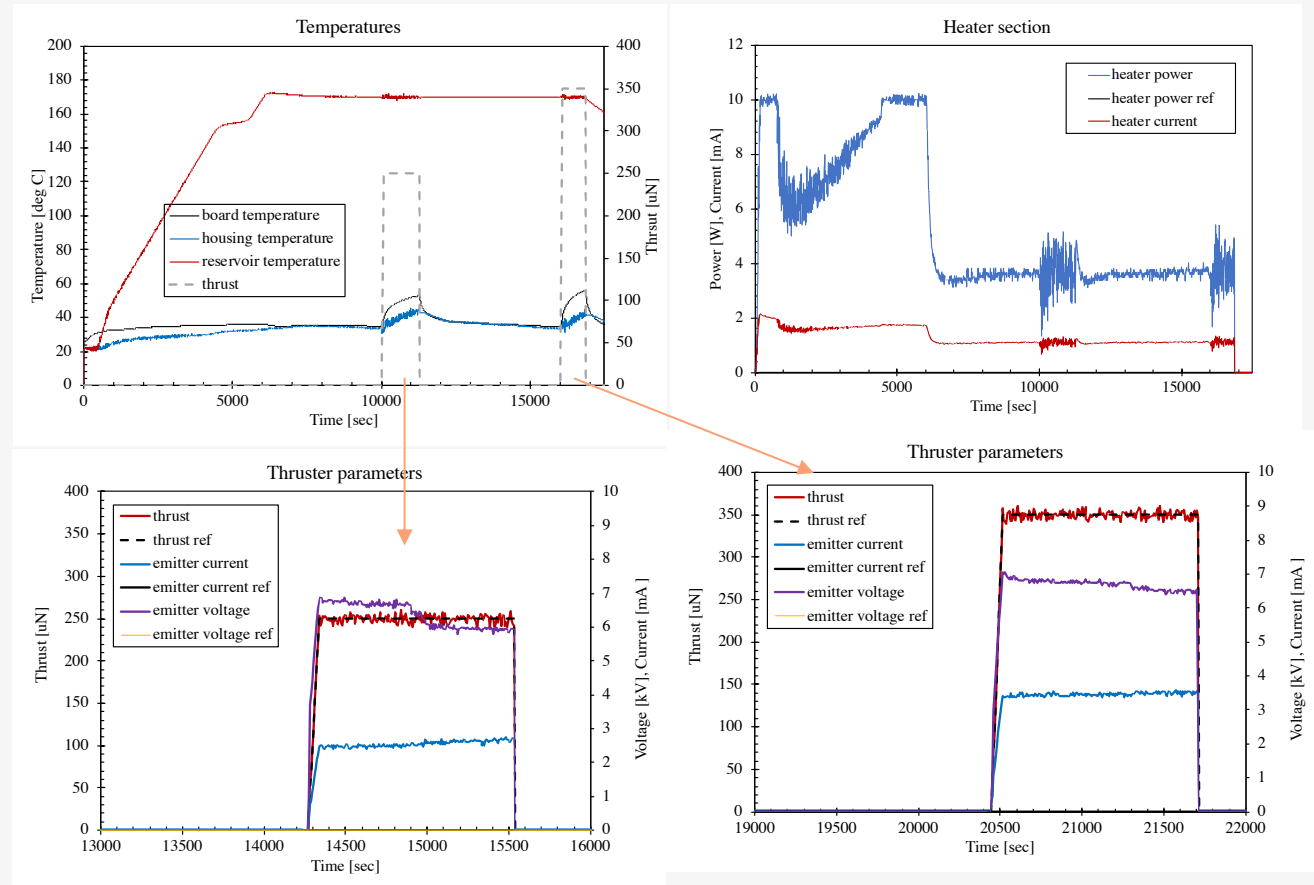 Temperatures
200
180
160
140
120
100
80
60
40
20
0
400
350
300
250
200
150
100
50
0
Temperature [deg C]
Thrsut [uN]
board temperature
housing temperature
reservoir temperature
thrust
0
5000
10000
15000
Time [sec]
Heater section
12
10
8
6
4
2
0
Power [W], Current [mA]
heater power
heater power ref
heater current
0
5000
10000
15000
Time [sec]
Thruster parameters
400
350
300
250
200
150
100
50
0
10
9
8
7
6
5
4
3
2
1
0
Thrust [uN]
Voltage [kV], Current [mA]
thrust
thrust ref
emitter current
emitter current ref
emitter voltage
emitter voltage ref
13000
13500
14000
14500
15000
15500
16000
Time [sec]
Thruster parameters
400
350
300
250
200
150
100
50
0
10
9
8
7
6
5
4
3
2
1
0
Thrust [uN]
Voltage [kV], Current [mA ]
thrust
thrust ref
emitter current
emitter current ref
emitter voltage
emitter voltage ref
19000
19500
20000
20500
21000
21500
22000
Time [sec]